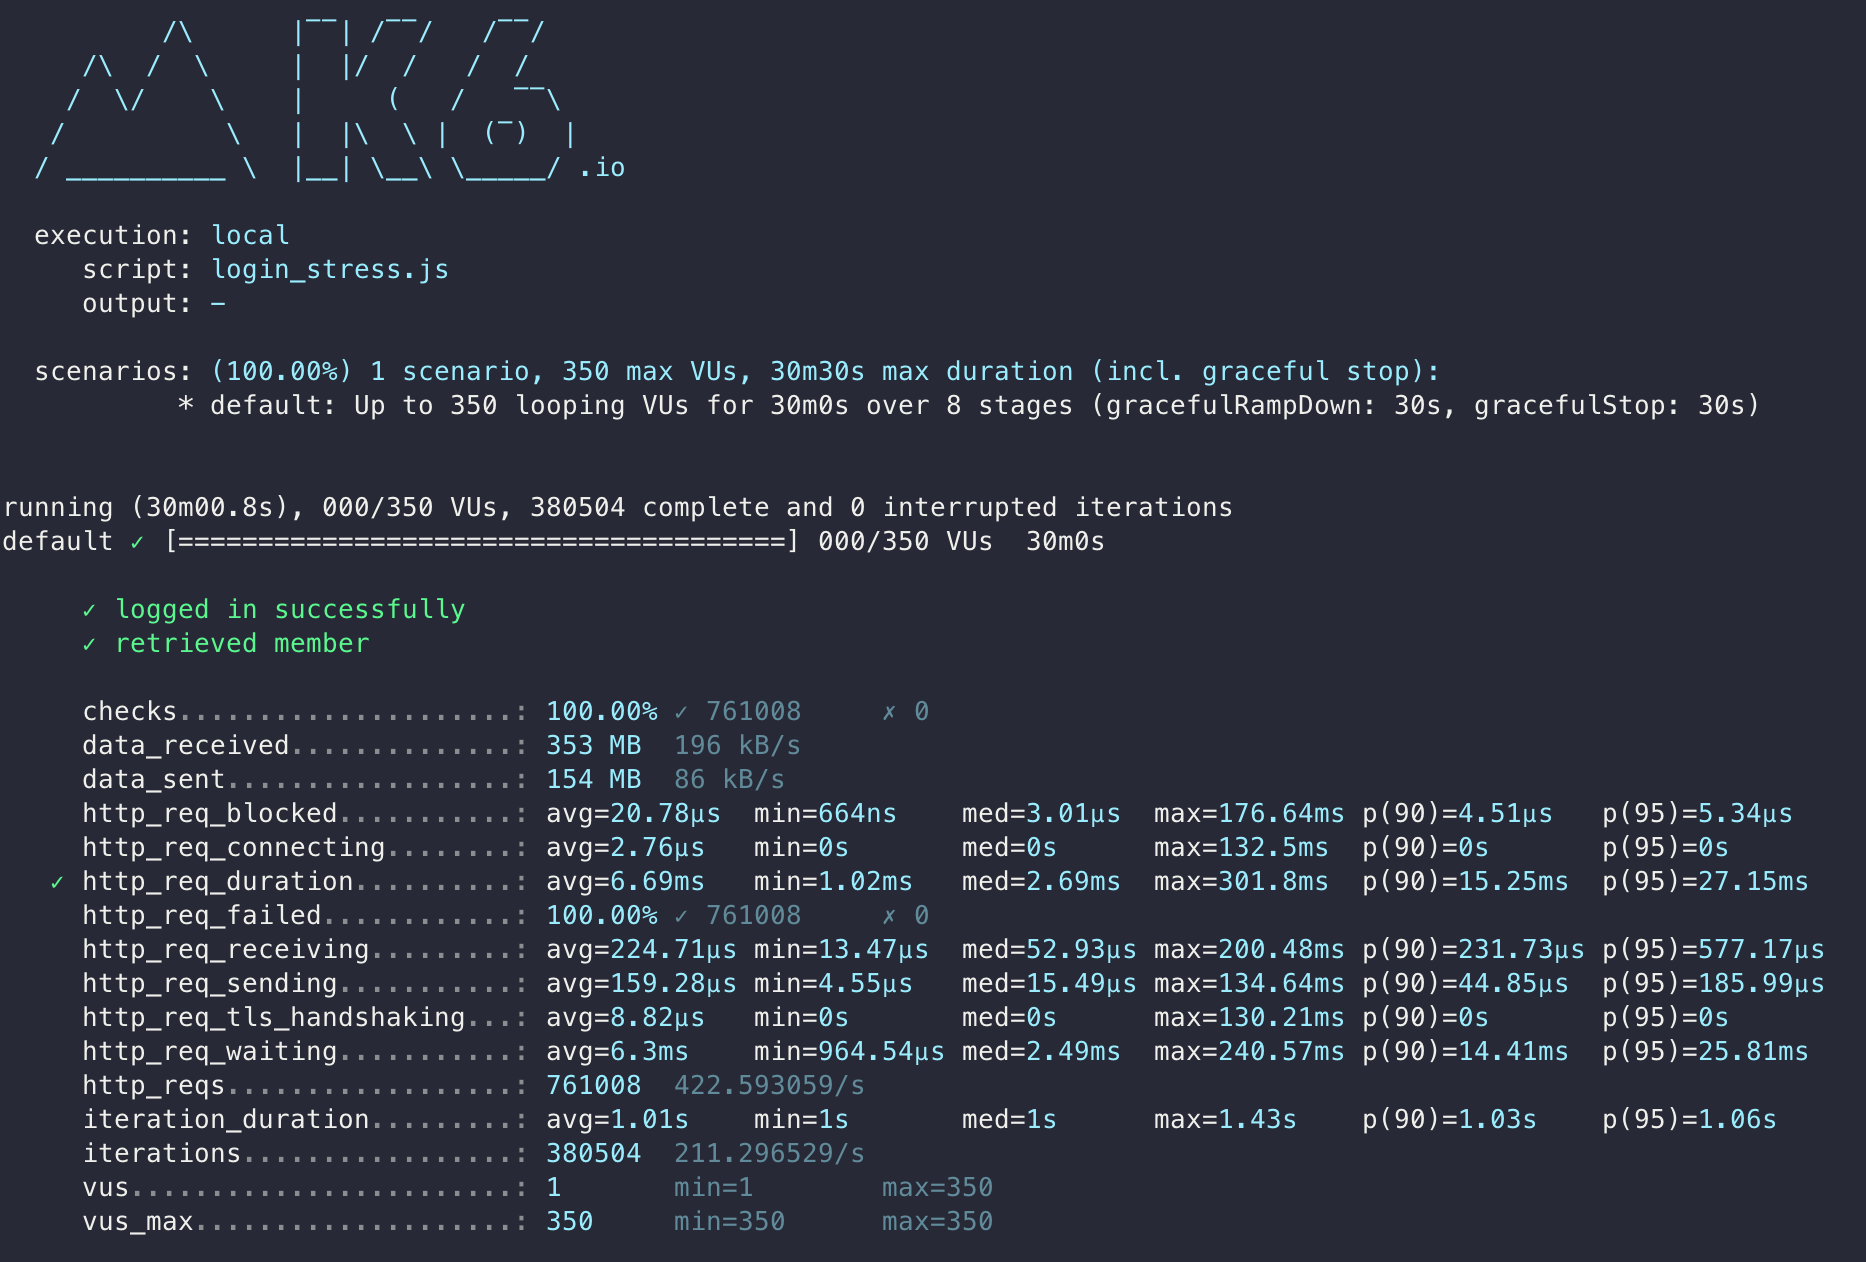 /\      |‾‾| /‾‾/   /‾‾/
    /\  /  \     |  |/  /   /  /
   /  \/    \    |     (   /   ‾‾\
  /          \   |  |\  \ |  (‾)  |
 / __________ \  |__| \__\ \_____/ .io
execution: local
script: login_stress.js
output: -
scenarios: (100.00%) 1 scenario, 350 max VUs, 30m30s max duration (incl. graceful stop):
* default: Up to 350 looping VUs for 30m0s over 8 stages (gracefulRampDown: 30s, gracefulStop: 30s)
running (30m00.8s), 000/350 VUs, 380504 complete and 0 interrupted iterations
default ✓ [======================================] 000/350 VUs  30m0s
✓ logged in successfully
✓ retrieved member
checks.....................: 100.00% ✓ 761008     ✗ 0
data_received..............: 353 MB  196 kB/s
data_sent..................: 154 MB  86 kB/s
http_req_blocked...........: avg=20.78µs  min=664ns    med=3.01µs  max=176.64ms p(90)=4.51µs   p(95)=5.34µs
http_req_connecting........: avg=2.76µs   min=0s       med=0s      max=132.5ms  p(90)=0s       p(95)=0s
✓ http_req_duration..........: avg=6.69ms   min=1.02ms   med=2.69ms  max=301.8ms  p(90)=15.25ms  p(95)=27.15ms
http_req_failed............: 100.00% ✓ 761008     ✗ 0
http_req_receiving.........: avg=224.71µs min=13.47µs  med=52.93µs max=200.48ms p(90)=231.73µs p(95)=577.17µs
http_req_sending...........: avg=159.28µs min=4.55µs   med=15.49µs max=134.64ms p(90)=44.85µs  p(95)=185.99µs
http_req_tls_handshaking...: avg=8.82µs   min=0s       med=0s      max=130.21ms p(90)=0s       p(95)=0s
http_req_waiting...........: avg=6.3ms    min=964.54µs med=2.49ms  max=240.57ms p(90)=14.41ms  p(95)=25.81ms
http_reqs..................: 761008  422.593059/s
iteration_duration.........: avg=1.01s    min=1s       med=1s      max=1.43s    p(90)=1.03s    p(95)=1.06s
iterations.................: 380504  211.296529/s
vus........................: 1       min=1        max=350
vus_max....................: 350     min=350      max=350